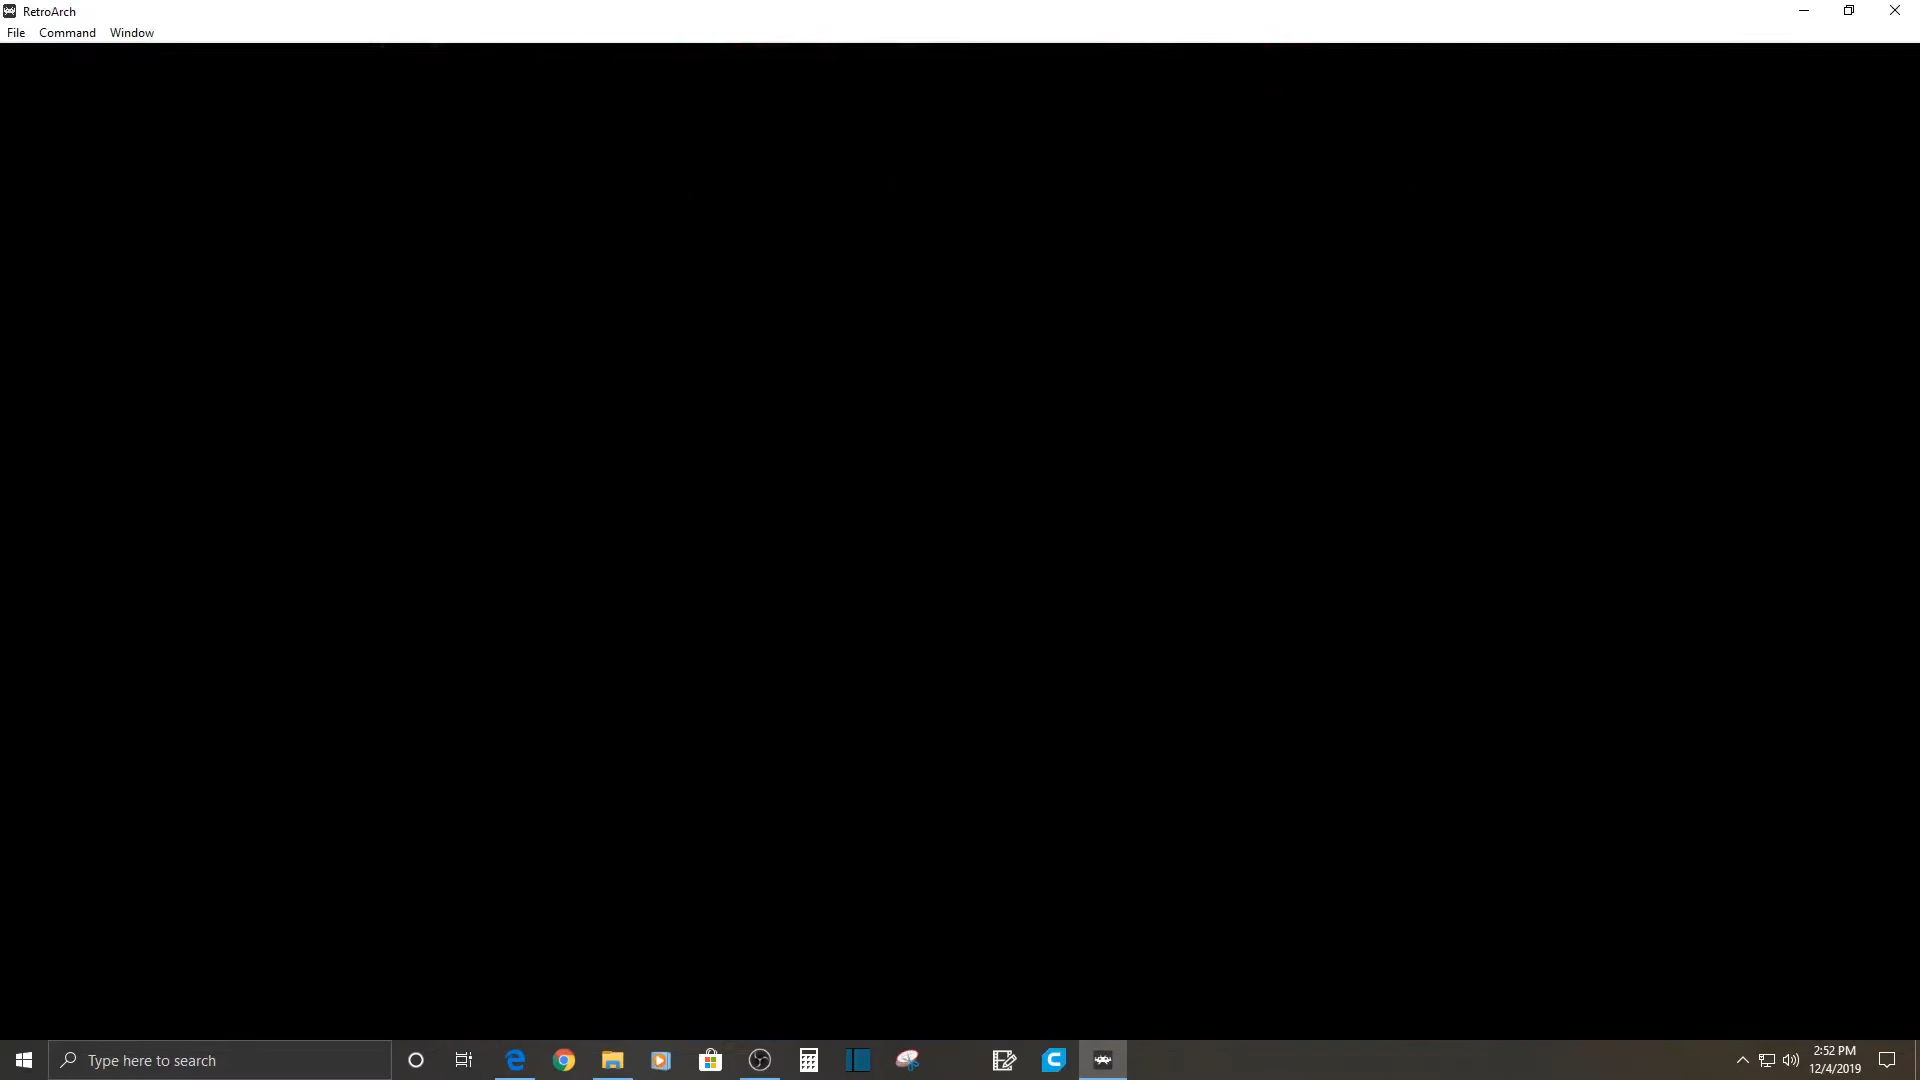 RetroArch
File Command Window
Type here to search
2:52 PM
12/4/2019